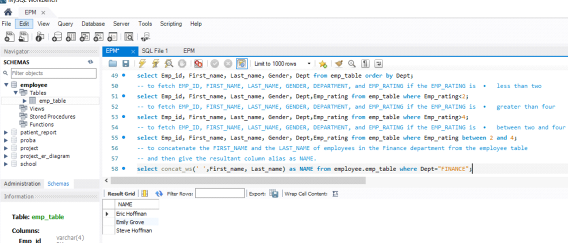 MySQL Workbench
EPM ×
File Edit View Query Database Server Tools Scripting Help
Navigator
SCHEMAS
Filter objects
employee
Tables
emp_table
Views
Stored Procedures
Functions
patient_report
proba
projekt
projekt_er_diagram
school
Administration Schemas
Information
Table: emp_table
Columns:
Emp_id varchar(4)
EPM* × SQL File 1 EPM
Limit to 1000 rows
49 select Emp_id, First_name, Last_name, Gender, Dept from emp_table order by Dept;
50 -- to fetch EMP_ID, FIRST_NAME, LAST_NAME, GENDER, DEPARTMENT, and EMP_RATING if the EMP_RATING is • less than two
51 select Emp_id, First_name, Last_name, Gender, Dept,Emp_rating from emp_table where Emp_rating<2;
52 -- to fetch EMP_ID, FIRST_NAME, LAST_NAME, GENDER, DEPARTMENT, and EMP_RATING if the EMP_RATING is • greater than four
53 select Emp_id, First_name, Last_name, Gender, Dept,Emp_rating from emp_table where Emp_rating>4;
54 -- to fetch EMP_ID, FIRST_NAME, LAST_NAME, GENDER, DEPARTMENT, and EMP_RATING if the EMP_RATING is • between two and four
55 select Emp_id, First_name, Last_name, Gender, Dept,Emp_rating from emp_table where Emp_rating between 2 and 4;
56 -- to concatenate the FIRST_NAME and the LAST_NAME of employees in the Finance department from the employee table
57 -- and then give the resultant column alias as NAME.
58 select concat_ws(' ',First_name, Last_name) as NAME from employee.emp_table where Dept="FINANCE";
Result Grid Filter Rows: Export: Wrap Cell Content:
NAME
Eric Hoffman
Emily Grove
Steve Hoffman